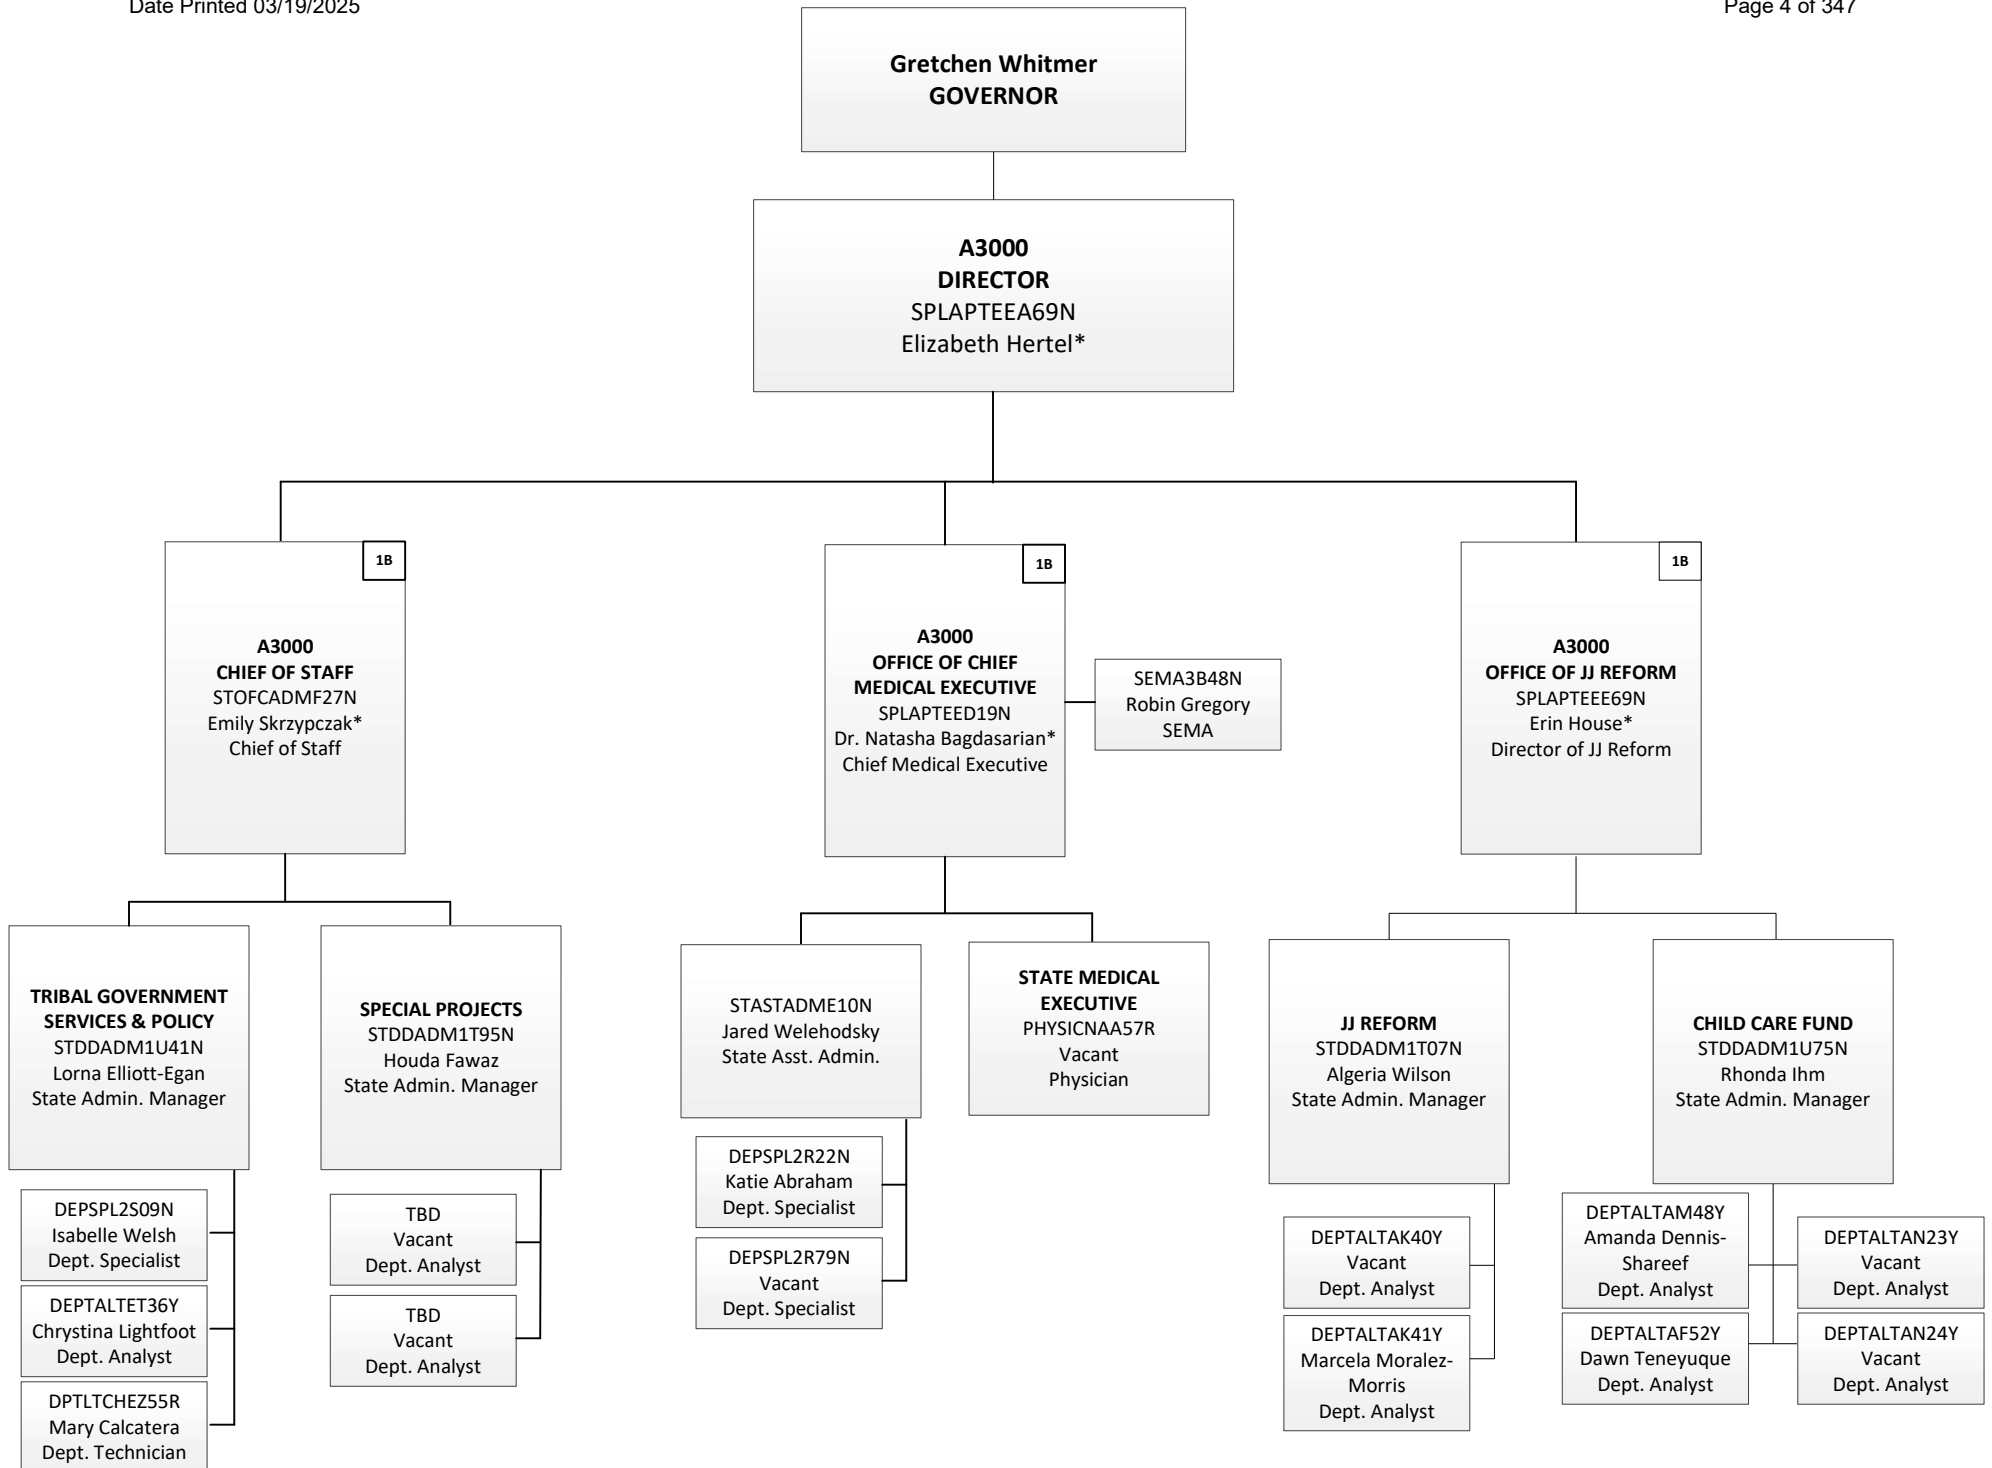 Date Printed 03/19/2025
Page 4 of 347
Gretchen Whitmer
GOVERNOR
A3000
DIRECTOR
SPLAPTEEA69N
Elizabeth Hertel*
1B
A3000
CHIEF OF STAFF
STOFCADMF27N
Emily Skrzypczak*
Chief of Staff
1B
A3000
OFFICE OF CHIEF
MEDICAL EXECUTIVE
SPLAPTEED19N
Dr. Natasha Bagdasarian*
Chief Medical Executive
SEMA3B48N
Robin Gregory
SEMA
1B
A3000
OFFICE OF JJ REFORM
SPLAPTEEE69N
Erin House*
Director of JJ Reform
TRIBAL GOVERNMENT
SERVICES & POLICY
STDDADM1U41N
Lorna Elliott-Egan
State Admin. Manager
DEPSPL2S09N
Isabelle Welsh
Dept. Specialist
DEPTALTET36Y
Chrystina Lightfoot
Dept. Analyst
DPTLTCHEZ55R
Mary Calcatera
Dept. Technician
SPECIAL PROJECTS
STDDADM1T95N
Houda Fawaz
State Admin. Manager
TBD
Vacant
Dept. Analyst
TBD
Vacant
Dept. Analyst
STASTADME10N
Jared Welehodsky
State Asst. Admin.
DEPSPL2R22N
Katie Abraham
Dept. Specialist
DEPSPL2R79N
Vacant
Dept. Specialist
STATE MEDICAL
EXECUTIVE
PHYSICNAA57R
Vacant
Physician
JJ REFORM
STDDADM1T07N
Algeria Wilson
State Admin. Manager
DEPTALTAK40Y
Vacant
Dept. Analyst
DEPTALTAK41Y
Marcela Moralez-
Morris
Dept. Analyst
CHILD CARE FUND
STDDADM1U75N
Rhonda Ihm
State Admin. Manager
DEPTALTAM48Y
Amanda Dennis-
Shareef
Dept. Analyst
DEPTALTAN23Y
Vacant
Dept. Analyst
DEPTALTAF52Y
Dawn Teneyuque
Dept. Analyst
DEPTALTAN24Y
Vacant
Dept. Analyst